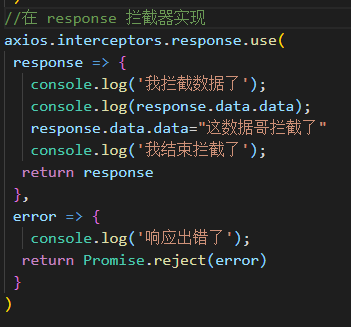 //在 response 拦截器实现
axios.interceptors.response.use(
response => {
console.log('我拦截数据了');
console.log(response.data.data);
response.data.data="这数据哥拦截了"
console.log('我结束拦截了');
return response
},
error => {
console.log('响应出错了');
return Promise.reject(error)
}
)